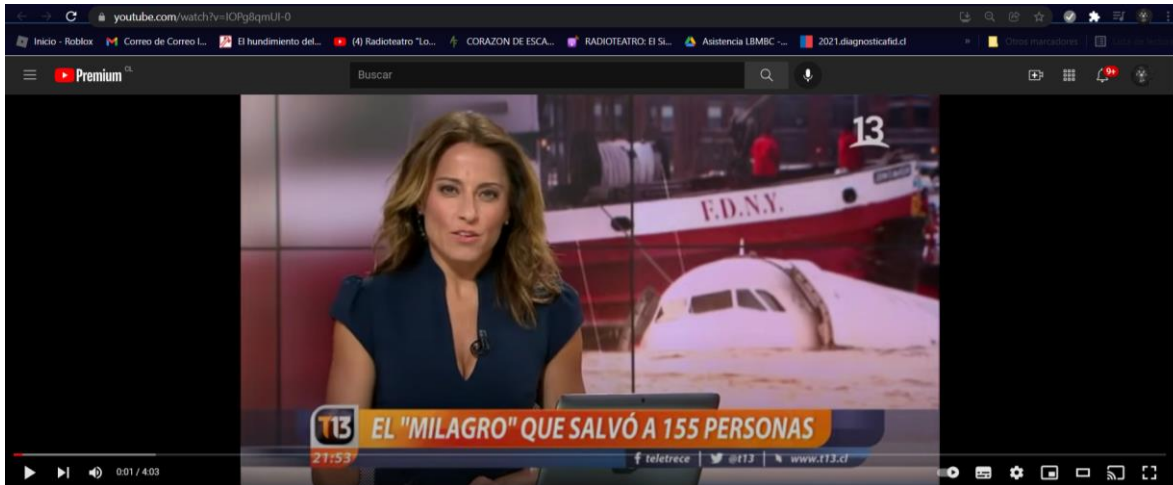 youtube.com/watch?v=IOPg8qmUI-0
Inicio - Roblox
Correo de Correo I...
El hundimiento del...
(4) Radioteatro "Lo...
CORAZON DE ESCA...
RADIOTEATRO: El Si...
Asistencia LBMBC -...
2021.diagnosticafid.cl
»
Otros marcadores
Premium CL
Buscar
9+
13
F.D.N.Y.
T13 EL "MILAGRO" QUE SALVÓ A 155 PERSONAS
21:53 teletrece | @t13 | www.t13.cl
0:01 / 4:03